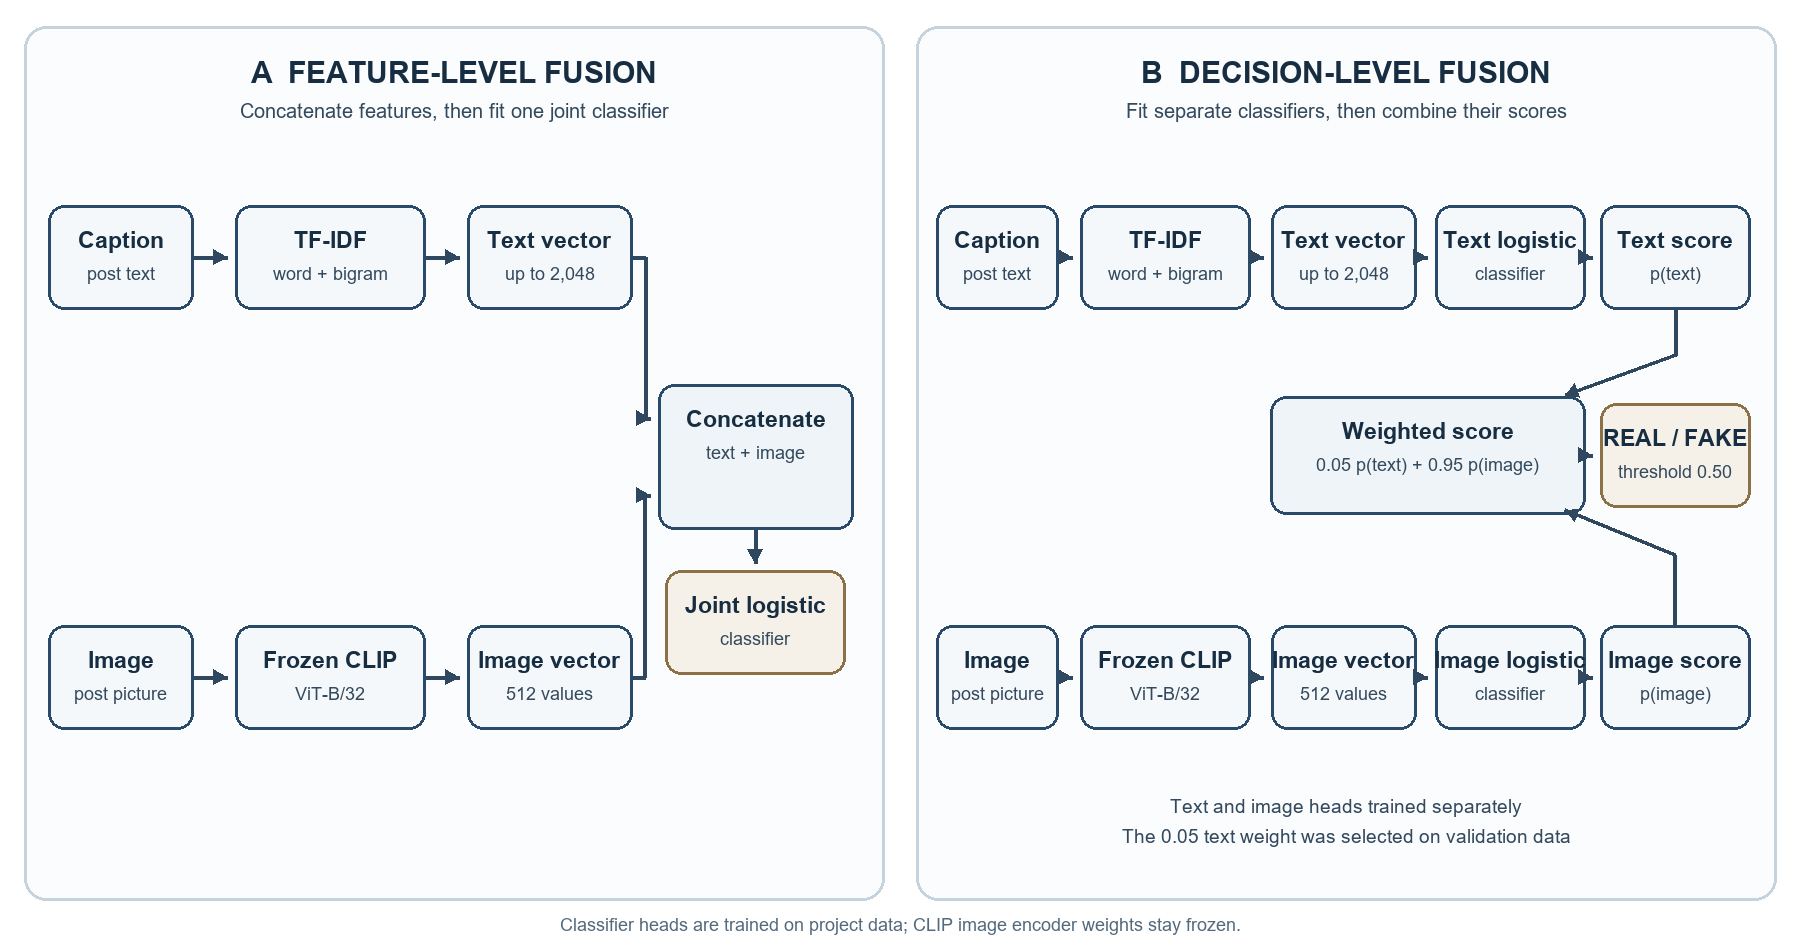 A FEATURE-LEVEL FUSION
Concatenate features, then fit one joint classifier
Caption
post text
TF-IDF
word + bigram
Text vector
up to 2,048
Concatenate
text + image
Joint logistic
classifier
Image
post picture
Frozen CLIP
ViT-B/32
Image vector
512 values
B DECISION-LEVEL FUSION
Fit separate classifiers, then combine their scores
Caption
post text
TF-IDF
word + bigram
Text vector
up to 2,048
Text logistic
classifier
Text score
p(text)
Weighted score
0.05 p(text) + 0.95 p(image)
REAL / FAKE
threshold 0.50
Image
post picture
Frozen CLIP
ViT-B/32
Image vector
512 values
Image logistic
classifier
Image score
p(image)
Text and image heads trained separately
The 0.05 text weight was selected on validation data
Classifier heads are trained on project data; CLIP image encoder weights stay frozen.